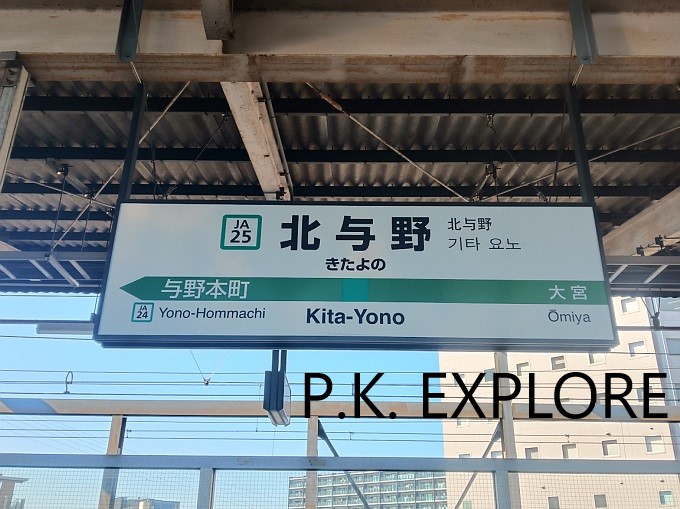 JA
25
北与野
北与野
기타 요노
きたよの
与野本町
大宮
JA
24
Yono-Hommachi
Kita-Yono
Ōmiya
P.K. EXPLORE